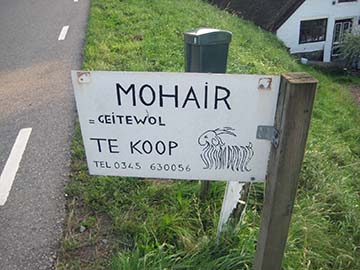 MOHAIR
= GEITEWOL
TE KOOP
TEL 0345 630056